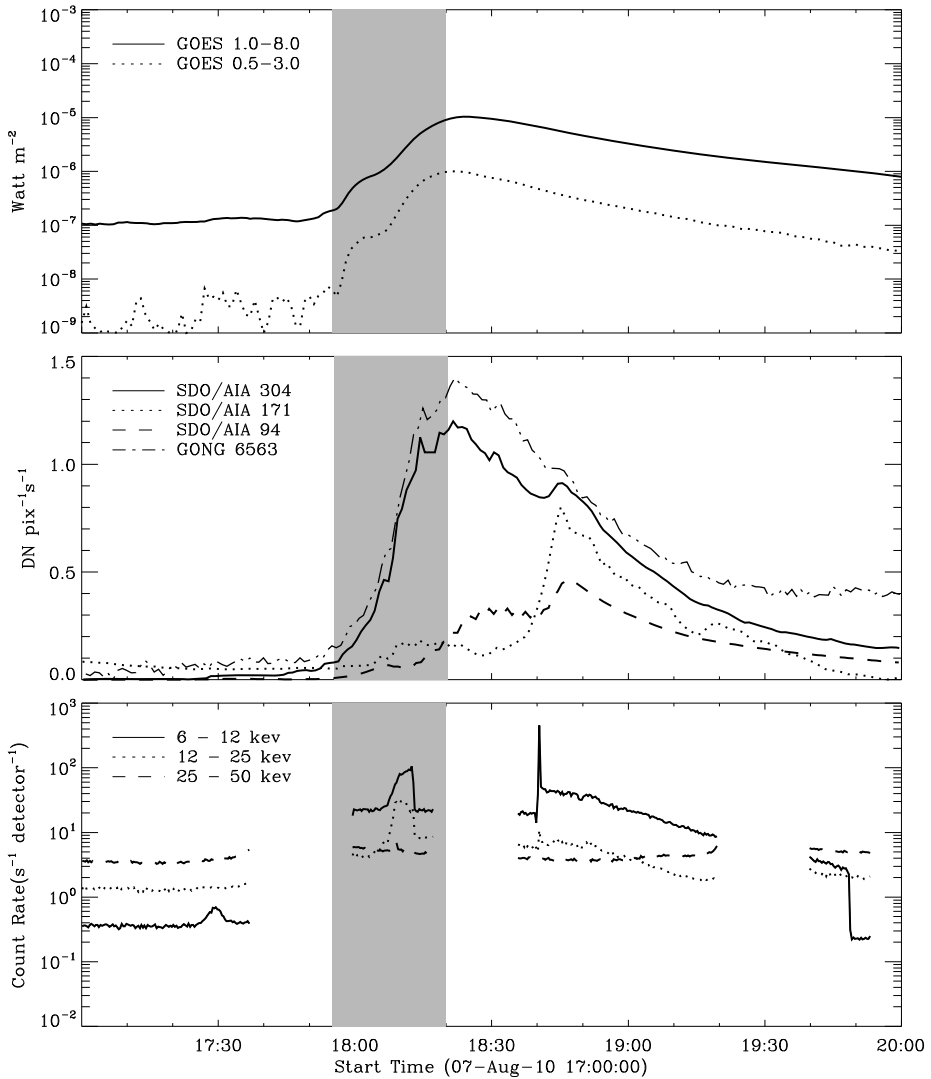 10⁻³
GOES 1.0−8.0
GOES 0.5−3.0
10⁻⁴
10⁻⁵
10⁻⁶
10⁻⁷
10⁻⁸
10⁻⁹
Watt m⁻²
1.5
SDO/AIA 304
SDO/AIA 171
SDO/AIA 94
GONG 6563
1.0
0.5
0.0
DN pix⁻¹s⁻¹
10³
6 − 12 kev
12 − 25 kev
25 − 50 kev
10²
10¹
10⁰
10⁻¹
10⁻²
Count Rate(s⁻¹ detector⁻¹)
17:30 18:00 18:30 19:00 19:30 20:00
Start Time (07−Aug−10 17:00:00)